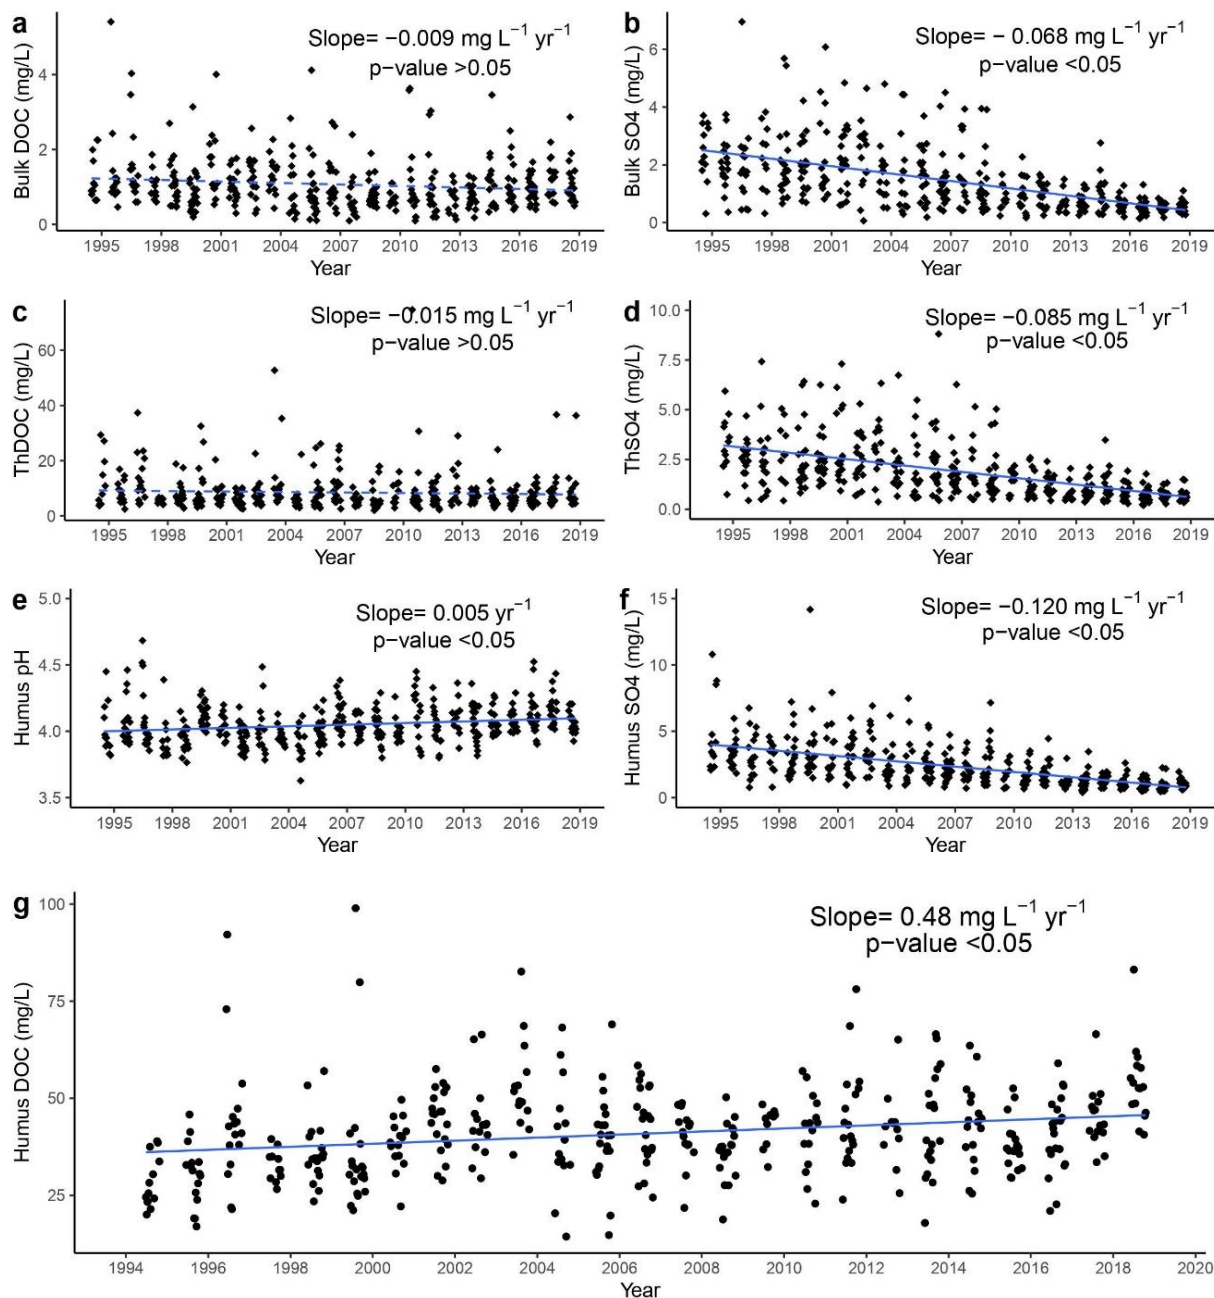 a
Slope= −0.009 mg L⁻¹ yr⁻¹
p−value >0.05
Bulk DOC (mg/L)
4
2
0
1995 1998 2001 2004 2007 2010 2013 2016 2019
Year
b
Slope= − 0.068 mg L⁻¹ yr⁻¹
p−value <0.05
Bulk SO4 (mg/L)
6
4
2
0
1995 1998 2001 2004 2007 2010 2013 2016 2019
Year
c
Slope= −0.015 mg L⁻¹ yr⁻¹
p−value >0.05
ThDOC (mg/L)
60
40
20
0
1995 1998 2001 2004 2007 2010 2013 2016 2019
Year
d
Slope= −0.085 mg L⁻¹ yr⁻¹
p−value <0.05
ThSO4 (mg/L)
10.0
7.5
5.0
2.5
0.0
1995 1998 2001 2004 2007 2010 2013 2016 2019
Year
e
Slope= 0.005 yr⁻¹
p−value <0.05
Humus pH
5.0
4.5
4.0
3.5
1995 1998 2001 2004 2007 2010 2013 2016 2019
Year
f
Slope= −0.120 mg L⁻¹ yr⁻¹
p−value <0.05
Humus SO4 (mg/L)
15
10
5
0
1995 1998 2001 2004 2007 2010 2013 2016 2019
Year
g
Slope= 0.48 mg L⁻¹ yr⁻¹
p−value <0.05
Humus DOC (mg/L)
100
75
50
25
1994 1996 1998 2000 2002 2004 2006 2008 2010 2012 2014 2016 2018 2020
Year